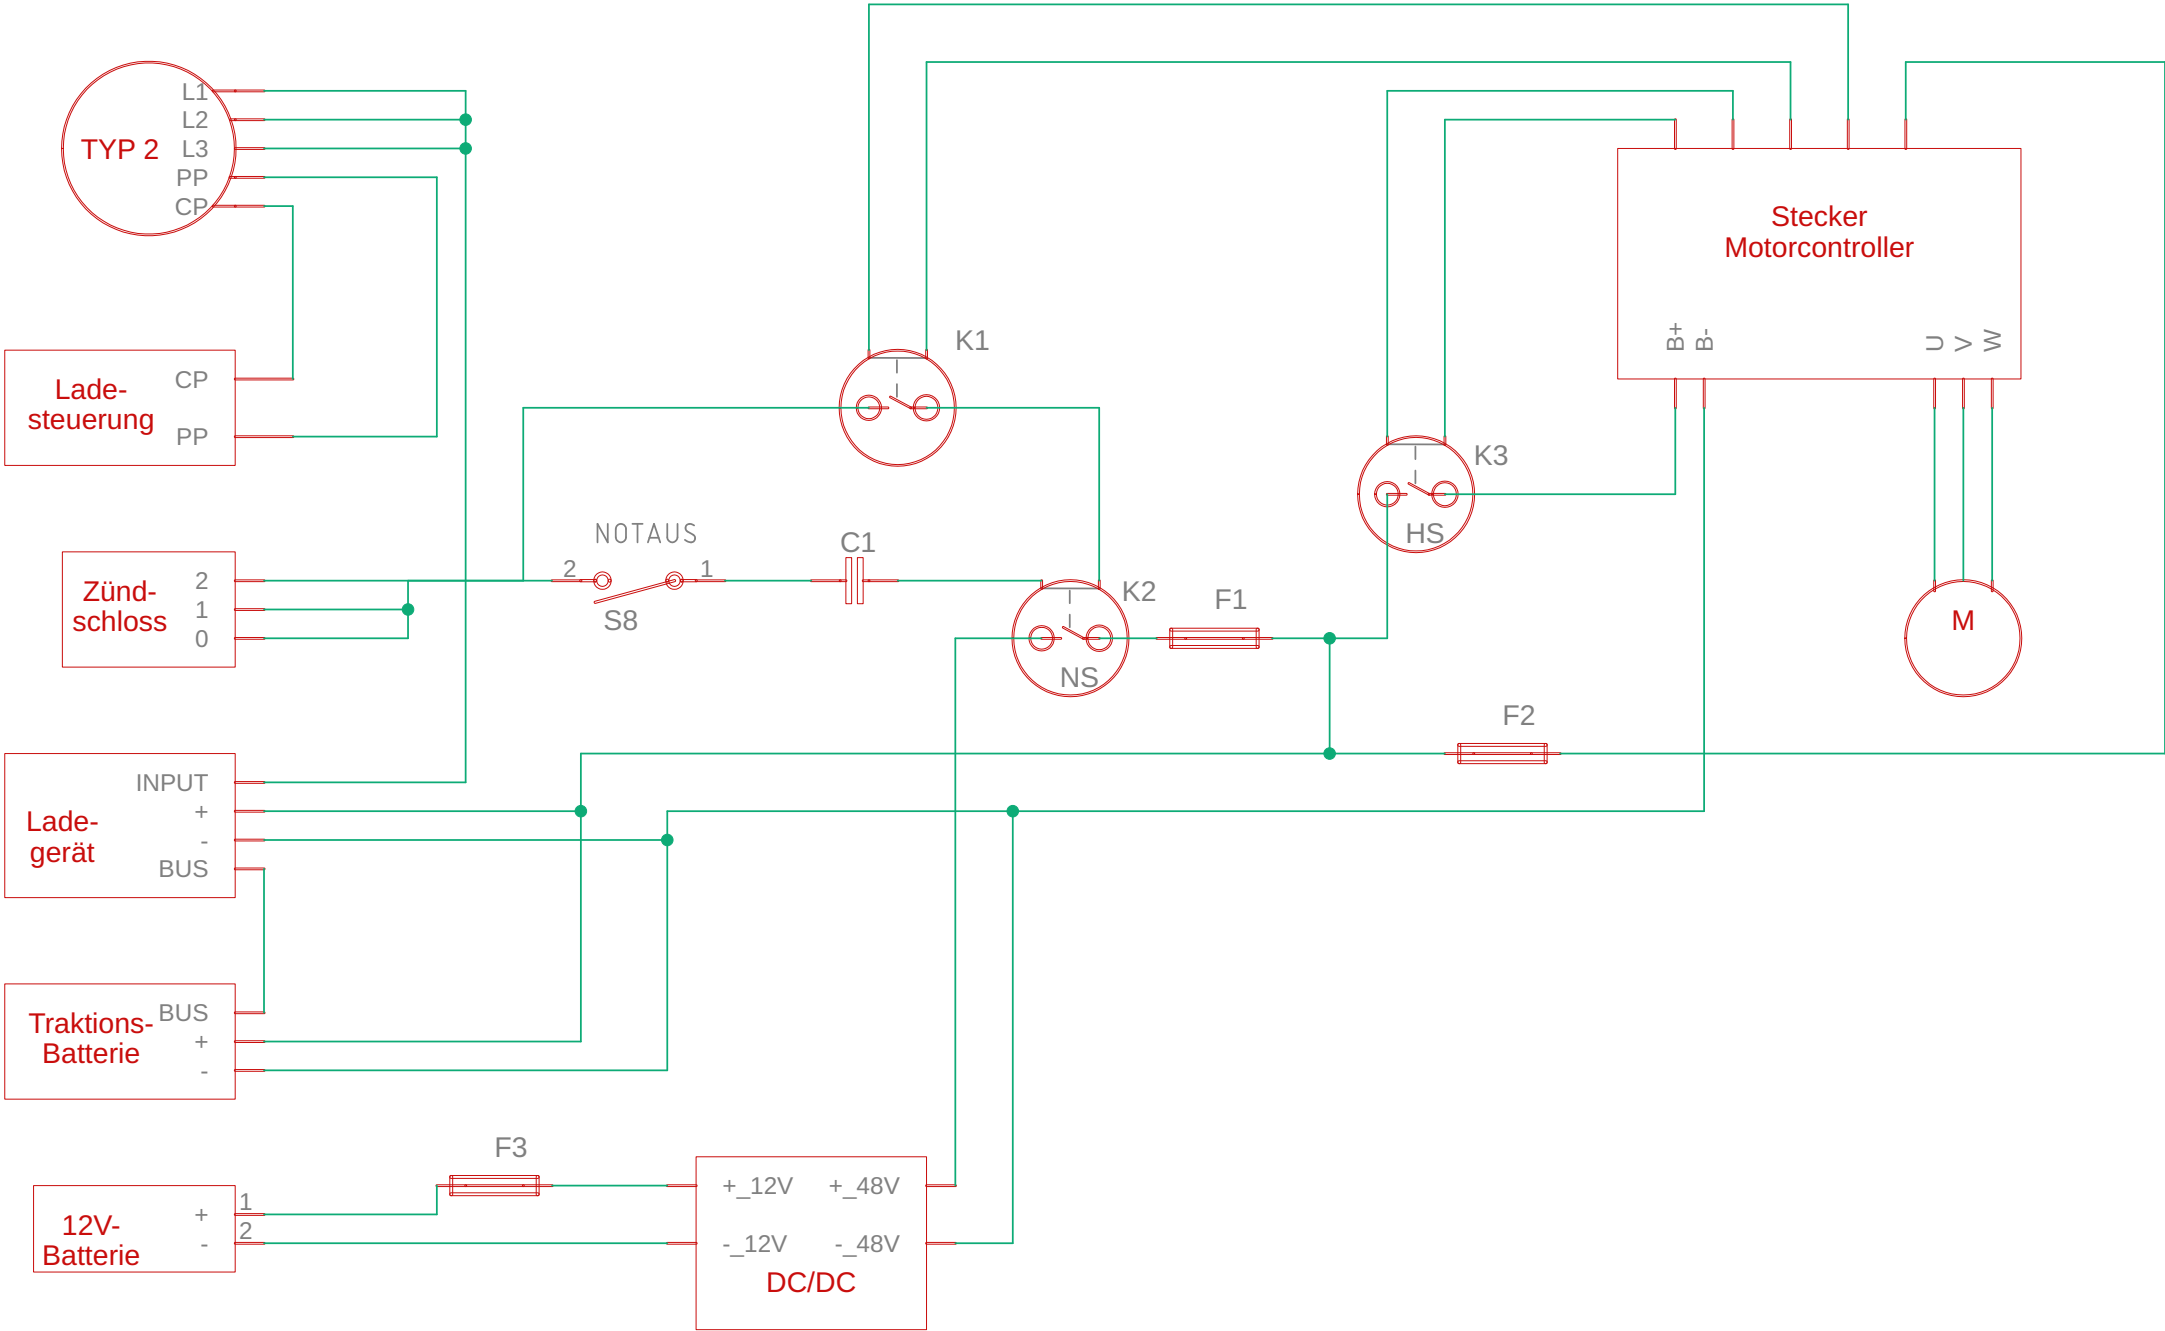 L1
L2
L3
PP
CP
TYP 2
Stecker
Motorcontroller
B+
B-
U
V
W
K1
Lade-
steuerung
CP
PP
K3
HS
NOTAUS
2
1
S8
C1
Zünd-
schloss
2
1
0
K2
NS
F1
M
F2
INPUT
+
-
BUS
Lade-
gerät
Traktions-
Batterie
BUS
+
-
F3
12V-
Batterie
+
-
1
2
+_12V
+_48V
-_12V
-_48V
DC/DC